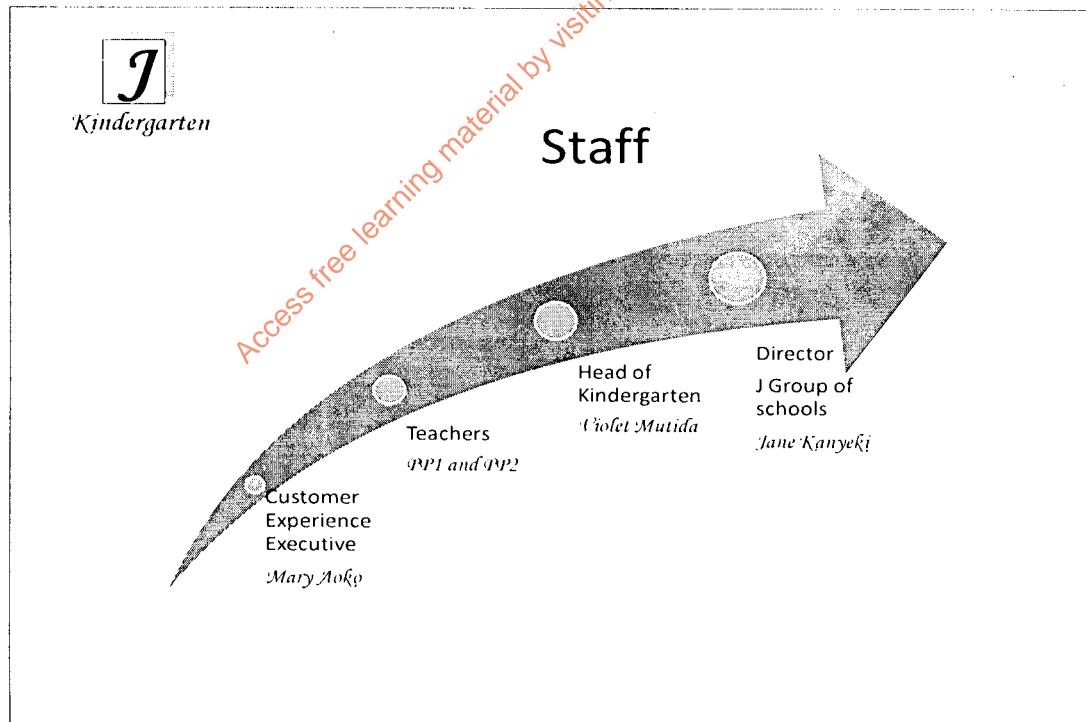 J
Kindergarten
Access free learning material by visitin
Staff
Director
J Group of
schools
Jane Kanyeki
Head of
Kindergarten
Violet Mutida
Teachers
PP1 and PP2
Customer
Experience
Executive
Mary Aoko